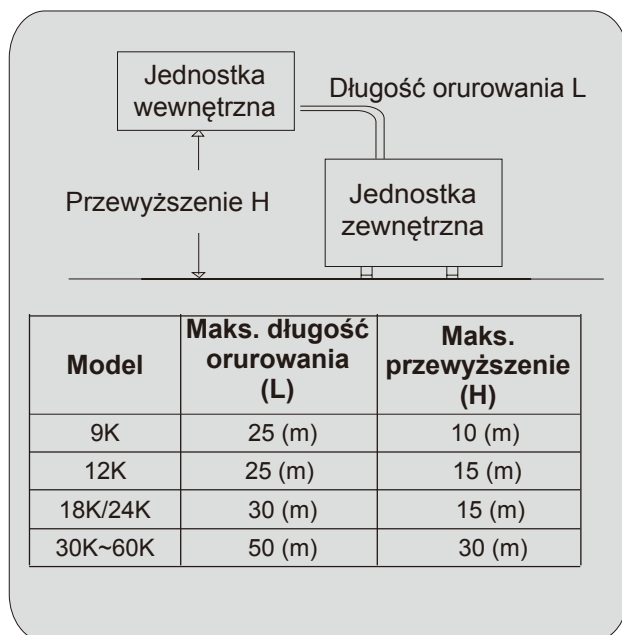 Jednostka
wewnętrzna
Długość orurowania L
Przewyższenie H
Jednostka
zewnętrzna
Model
Maks. długość
orurowania
(L)
Maks.
przewyższenie
(H)
9K 25 (m) 10 (m)
12K 25 (m) 15 (m)
18K/24K 30 (m) 15 (m)
30K~60K 50 (m) 30 (m)